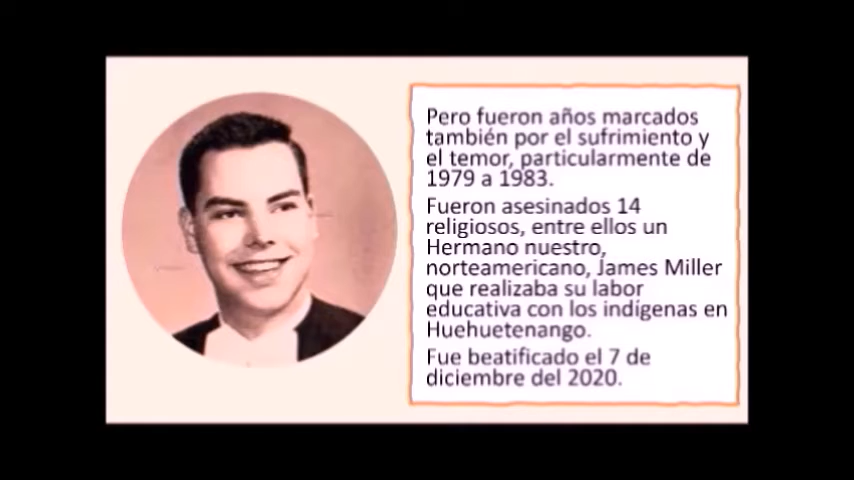 Pero fueron años marcados
también por el sufrimiento y
el temor, particularmente de
1979 a 1983.
Fueron asesinados 14
religiosos, entre ellos un
Hermano nuestro,
norteamericano, James Miller
que realizaba su labor
educativa con los indígenas en
Huehuetenango.
Fue beatificado el 7 de
diciembre del 2020.